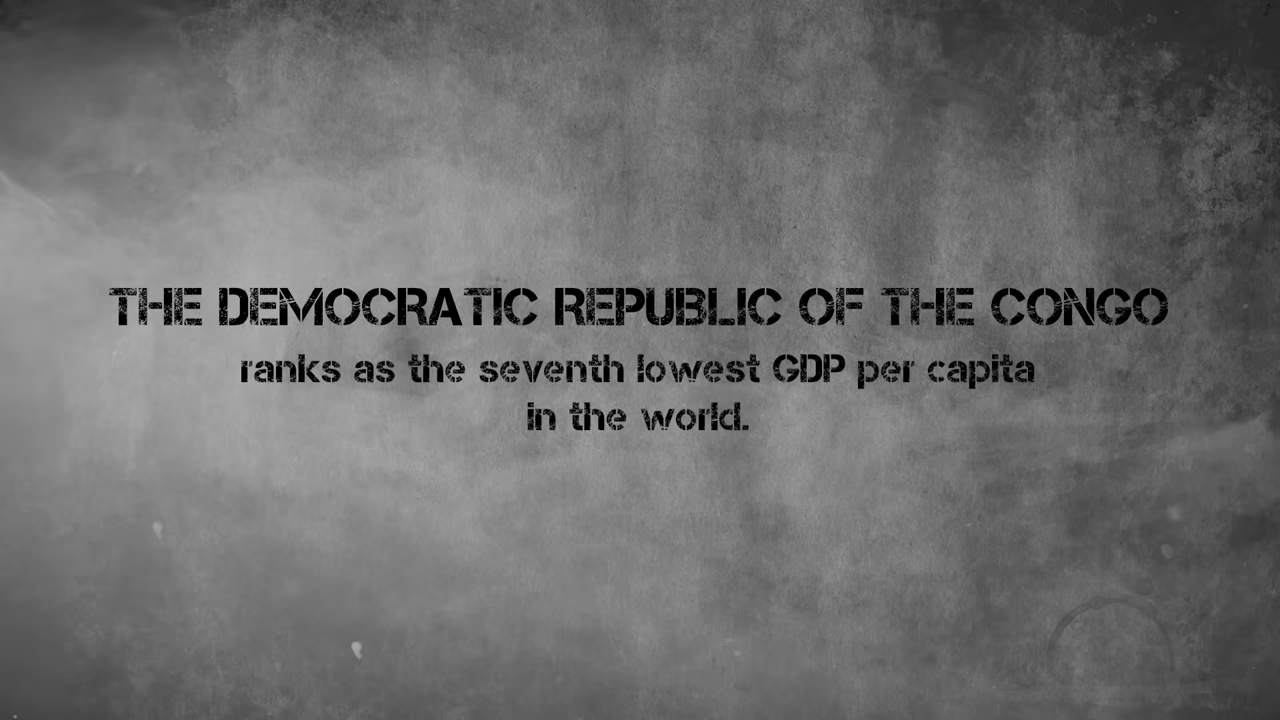 THE DEMOCRATIC REPUBLIC OF THE CONGO
ranks as the seventh lowest GDP per capita
in the world.